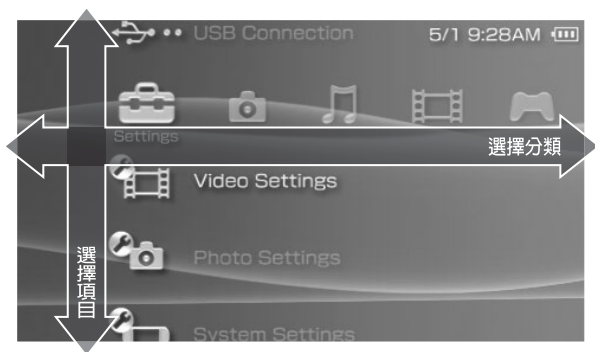 USB Connection
5/1 9:28AM
Settings
選擇分類
Video Settings
Photo Settings
選擇項目
System Settings